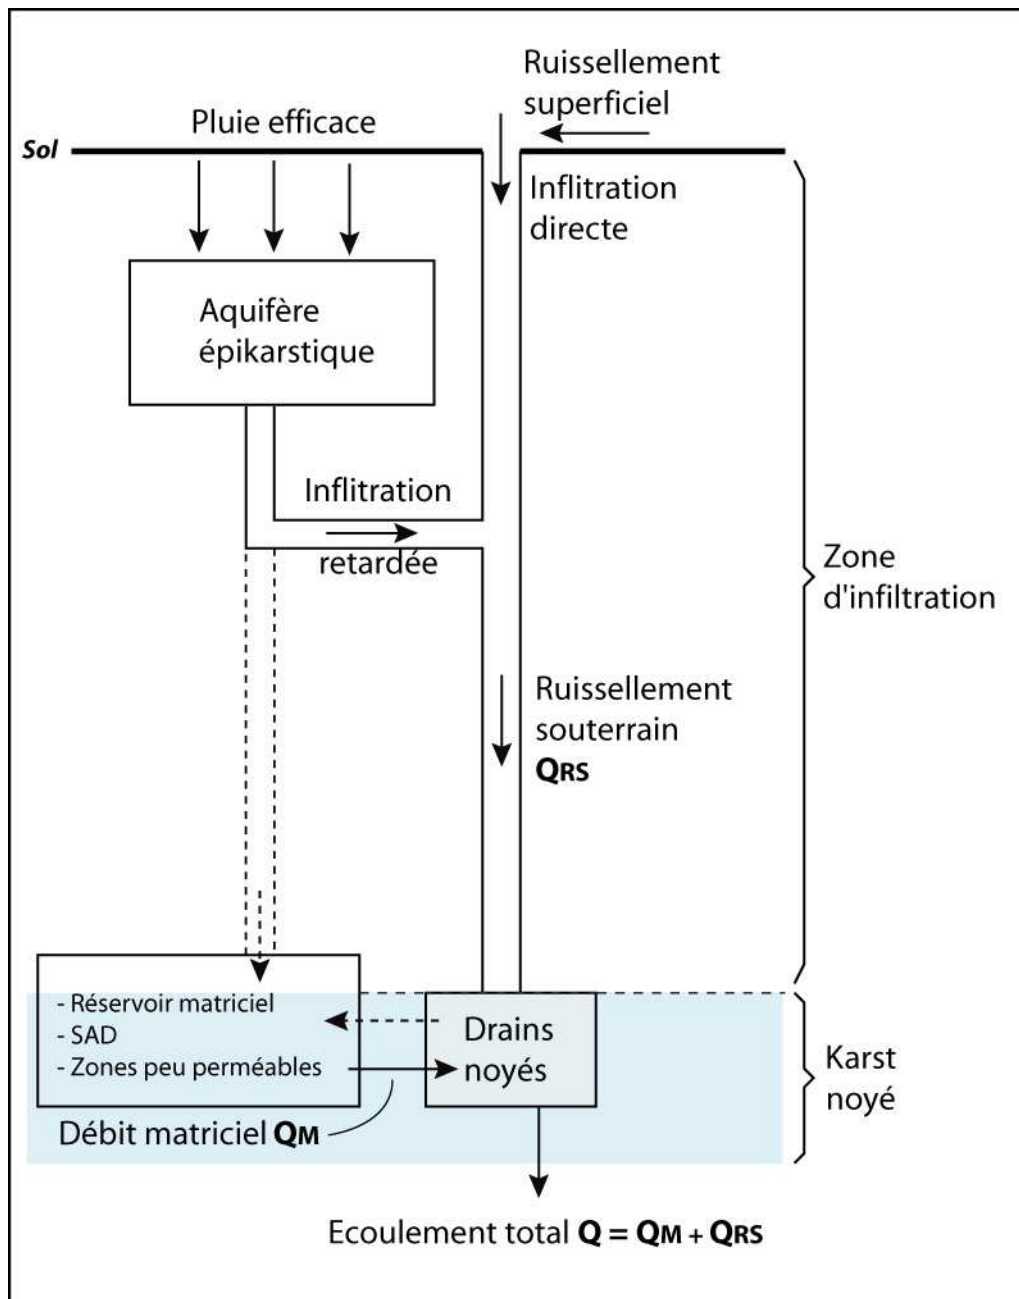 Ruissellement
superficiel
Pluie efficace
Sol
Inflitration
directe
Aquifère
épikarstique
Inflitration
retardée
Zone
d'infiltration
Ruissellement
souterrain
QRS
- Réservoir matriciel
- SAD
- Zones peu perméables
Drains
noyés
Karst
noyé
Débit matriciel QM
Ecoulement total Q = QM + QRS